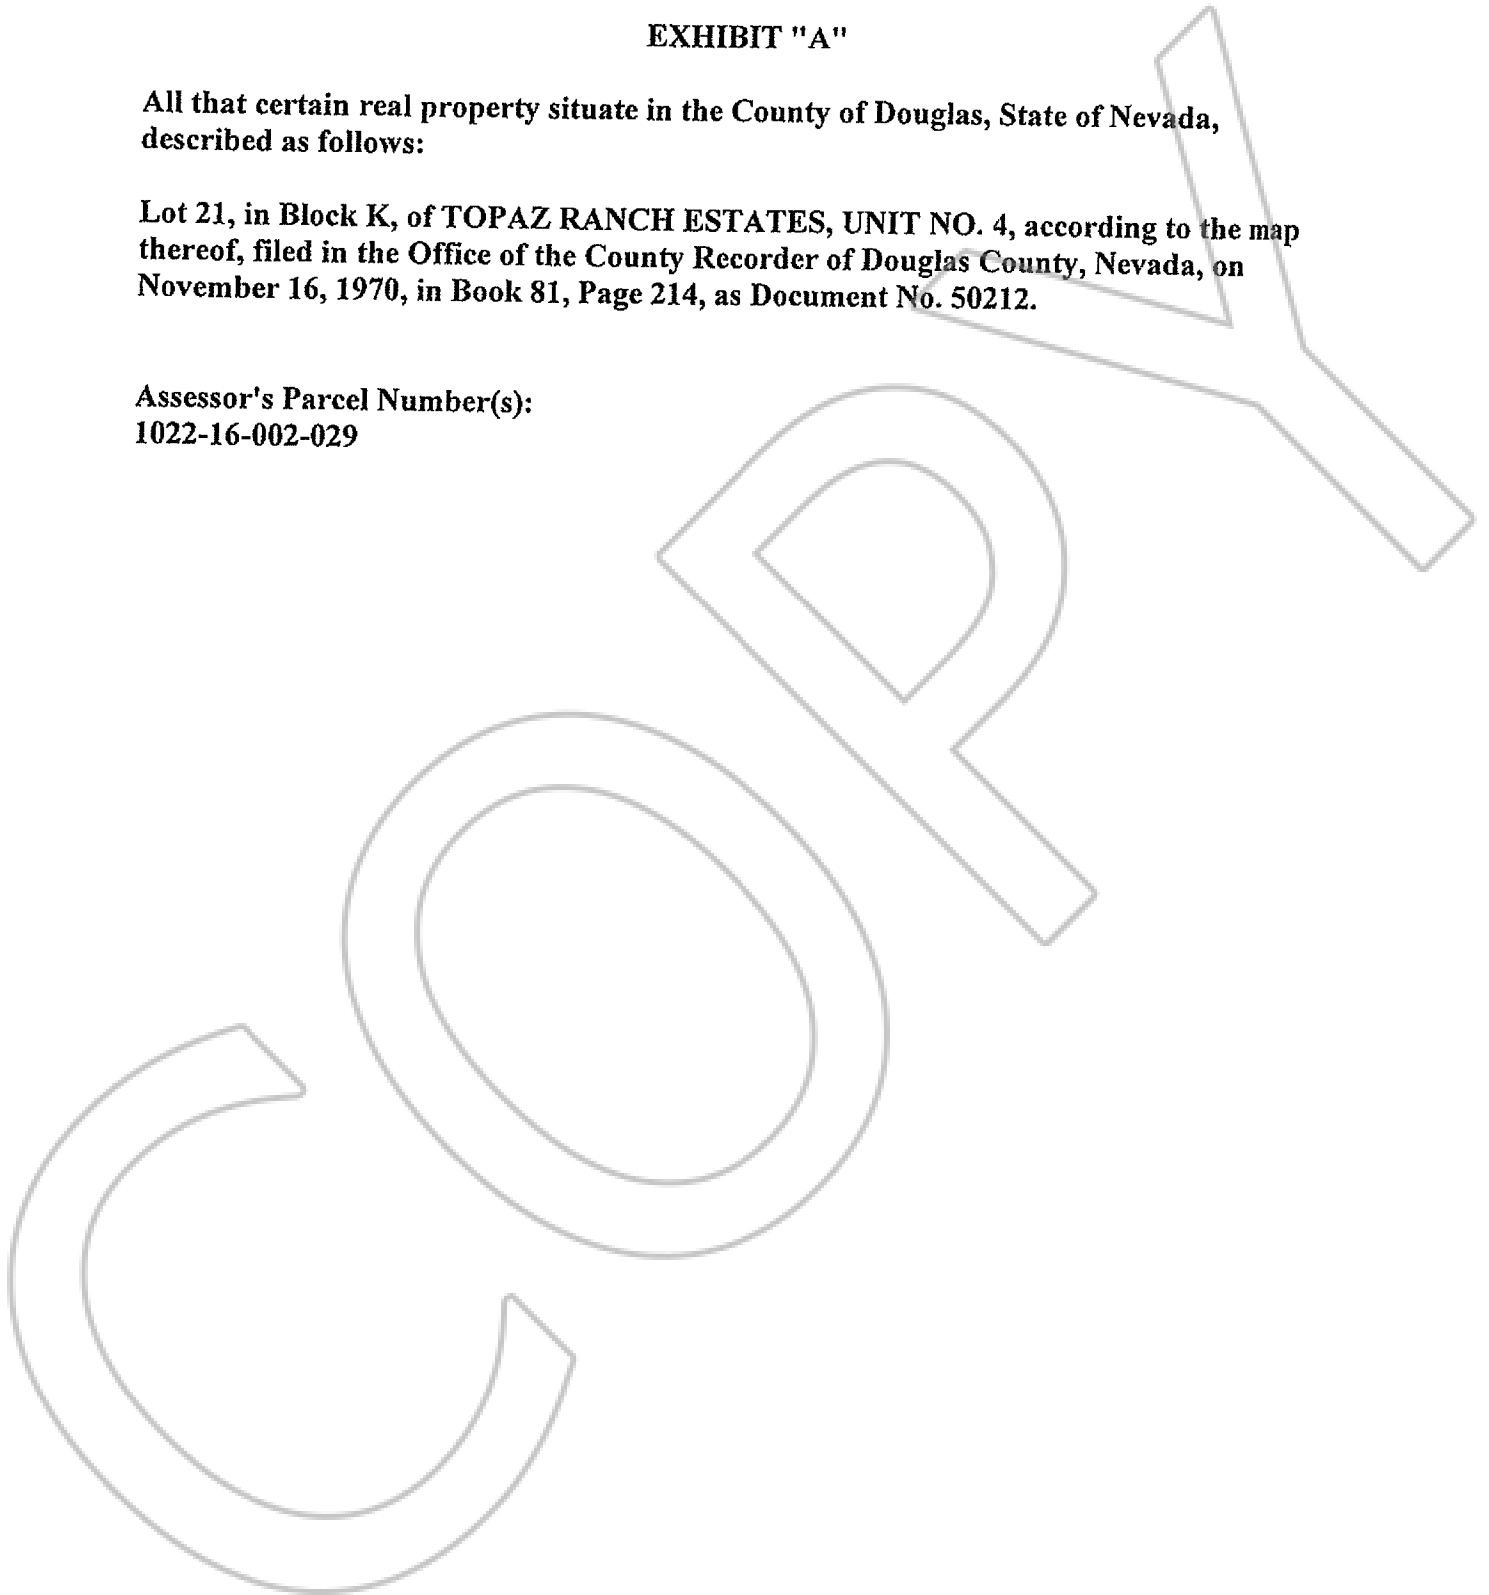 EXHIBIT "A"
All that certain real property situate in the County of Douglas, State of Nevada,
described as follows:
Lot 21, in Block K, of TOPAZ RANCH ESTATES, UNIT NO. 4, according to the map
thereof, filed in the Office of the County Recorder of Douglas County, Nevada, on
November 16, 1970, in Book 81, Page 214, as Document No. 50212.
Assessor's Parcel Number(s):
1022-16-002-029
COPY